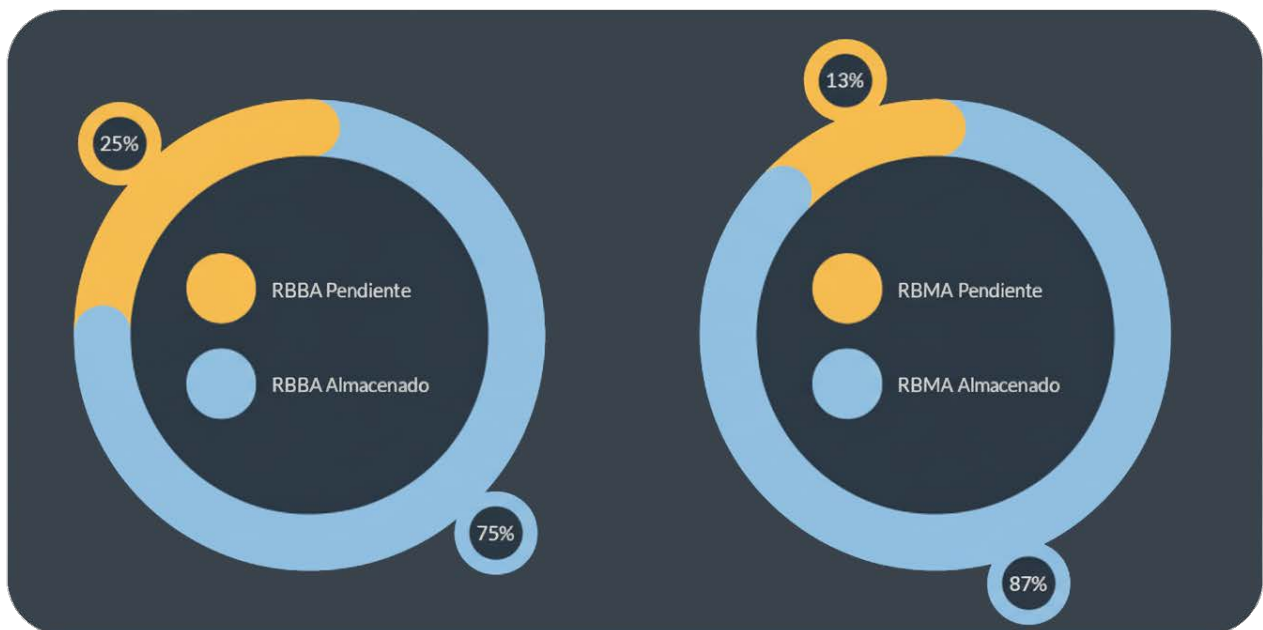 25%
RBBA Pendiente
RBBA Almacenado
75%
13%
RBMA Pendiente
RBMA Almacenado
87%